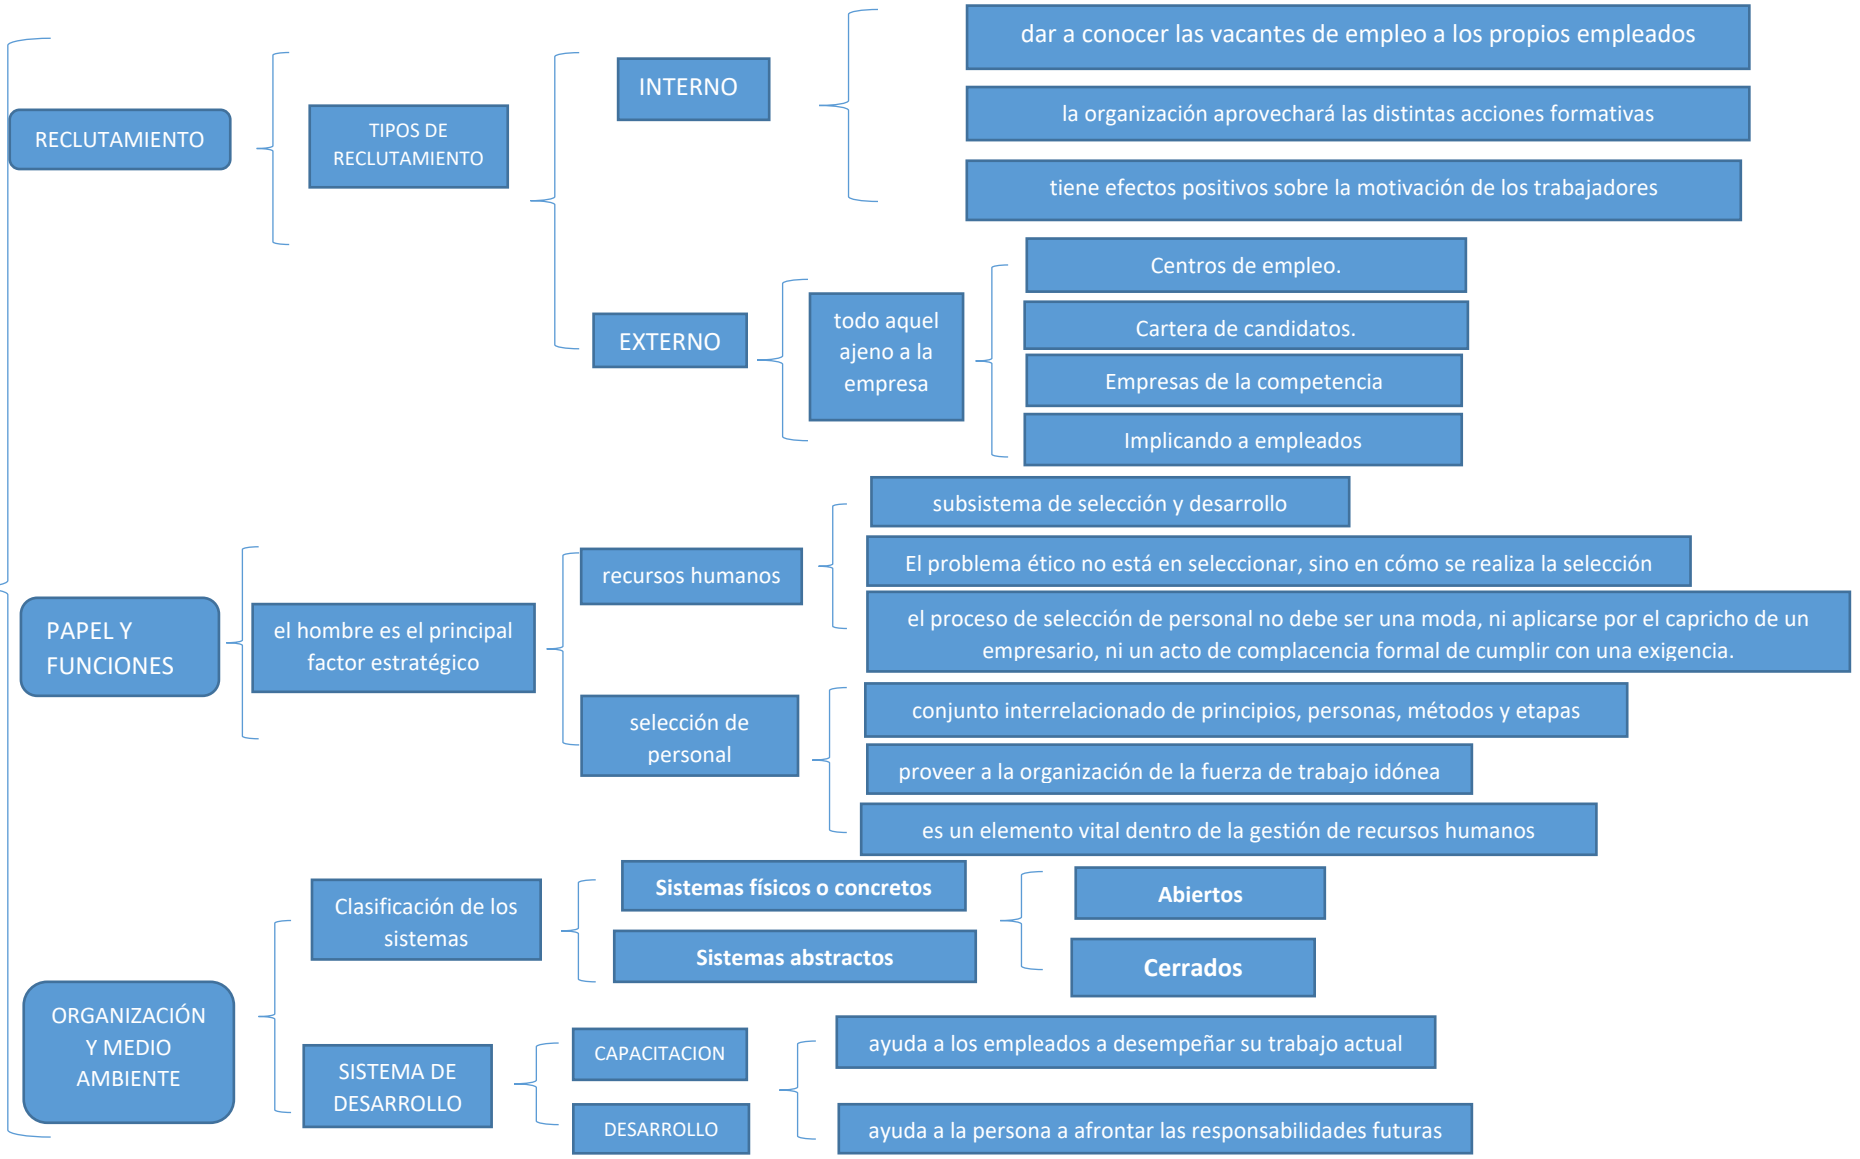 RECLUTAMIENTO
TIPOS DE
RECLUTAMIENTO
INTERNO
dar a conocer las vacantes de empleo a los propios empleados
la organización aprovechará las distintas acciones formativas
tiene efectos positivos sobre la motivación de los trabajadores
EXTERNO
todo aquel
ajeno a la
empresa
Centros de empleo.
Cartera de candidatos.
Empresas de la competencia
Implicando a empleados
PAPEL Y
FUNCIONES
el hombre es el principal
factor estratégico
recursos humanos
subsistema de selección y desarrollo
El problema ético no está en seleccionar, sino en cómo se realiza la selección
el proceso de selección de personal no debe ser una moda, ni aplicarse por el capricho de un
empresario, ni un acto de complacencia formal de cumplir con una exigencia.
selección de
personal
conjunto interrelacionado de principios, personas, métodos y etapas
proveer a la organización de la fuerza de trabajo idónea
es un elemento vital dentro de la gestión de recursos humanos
ORGANIZACIÓN
Y MEDIO
AMBIENTE
Clasificación de los
sistemas
Sistemas físicos o concretos
Sistemas abstractos
Abiertos
Cerrados
SISTEMA DE
DESARROLLO
CAPACITACION
ayuda a los empleados a desempeñar su trabajo actual
DESARROLLO
ayuda a la persona a afrontar las responsabilidades futuras